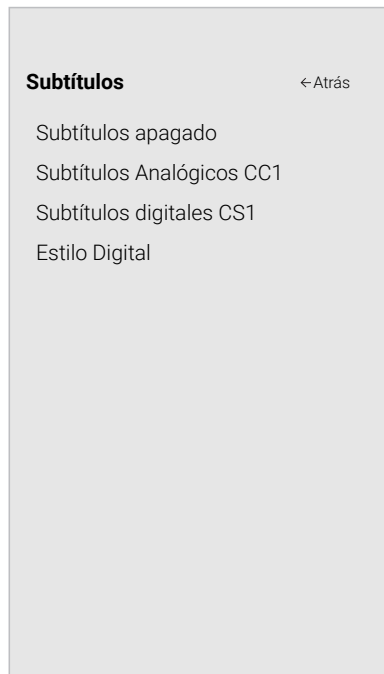 Subtítulos ←Atrás
Subtítulos apagado
Subtítulos Analógicos CC1
Subtítulos digitales CS1
Estilo Digital